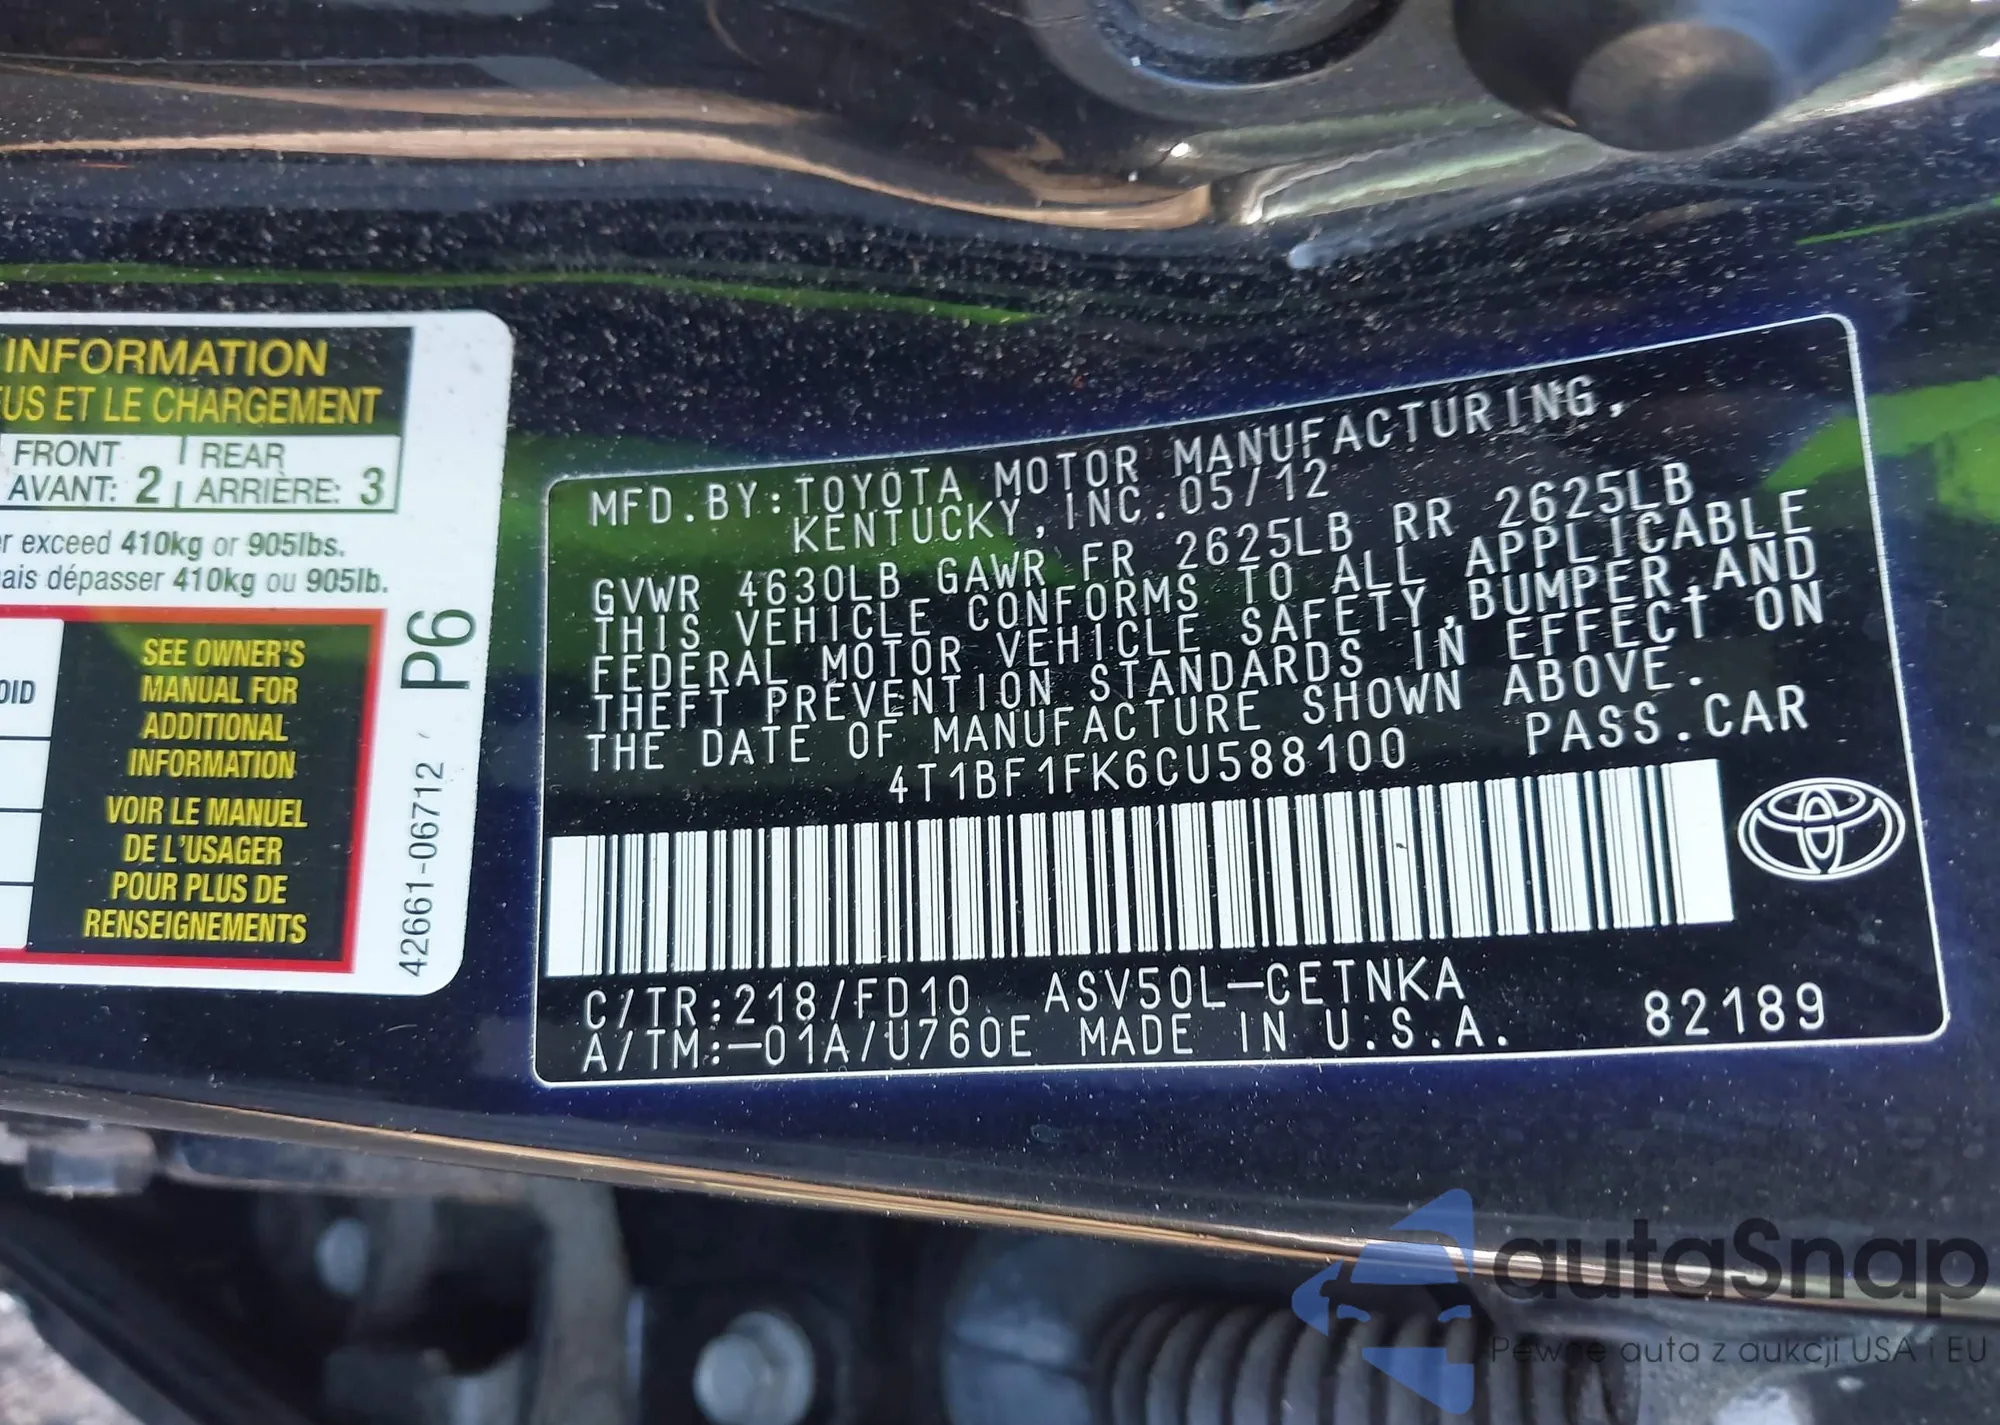 INFORMATION
ET LE CHARGEMENT
FRONT
AVANT: 2
REAR
ARRIÈRE: 3
exceed 410kg or 905lbs.
dépasser 410kg ou 905lb.
SEE OWNER'S
MANUAL FOR
ADDITIONAL
INFORMATION
VOIR LE MANUEL
DE L'USAGER
POUR PLUS DE
RENSEIGNEMENTS
42661-06712 P6
MFD.BY:TOYOTA MOTOR MANUFACTURING,
KENTUCKY,INC.05/12
GVWR 4630LB GAWR FR 2625LB RR 2625LB
THIS VEHICLE CONFORMS TO ALL APPLICABLE
FEDERAL MOTOR VEHICLE SAFETY,BUMPER,AND
THEFT PREVENTION STANDARDS IN EFFECT ON
THE DATE OF MANUFACTURE SHOWN ABOVE.
4T1BF1FK6CU588100 PASS.CAR
C/TR:218/FD10 ASV50L-CETNKA
A/TM:-01A/U760E MADE IN U.S.A. 82189
autaSnap
Pewne auta z aukcji USA i EU